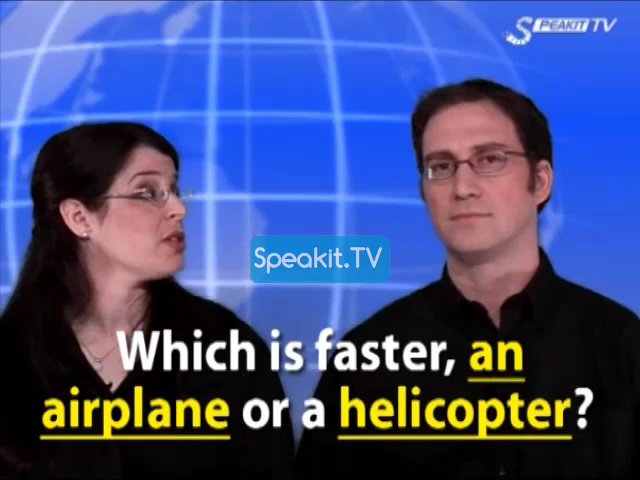 SPEAKIT TV
Speakit.TV
Which is faster, an
airplane or a helicopter?